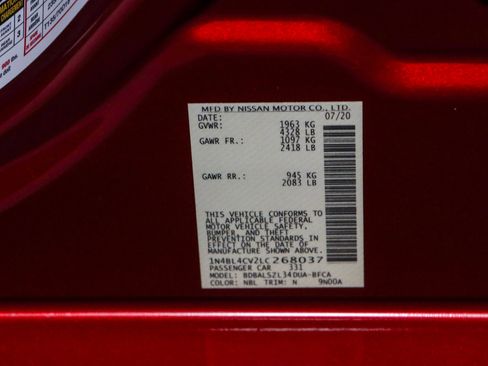 MFD BY NISSAN MOTOR CO., LTD.
DATE: 07/20
GVWR: 1963 KG
4328 LB
GAWR FR.: 1097 KG
2418 LB
GAWR RR.: 945 KG
2083 LB
THIS VEHICLE CONFORMS TO
ALL APPLICABLE FEDERAL
MOTOR VEHICLE SAFETY,
BUMPER, AND THEFT
PREVENTION STANDARDS IN
EFFECT ON THE DATE OF
MANUFACTURE SHOWN ABOVE.
1N4BL4CV2LC268037
PASSENGER CAR 331
MODEL: BDBALSZL34DUA-BFCA
COLOR: NBL TRIM: N 9N00A